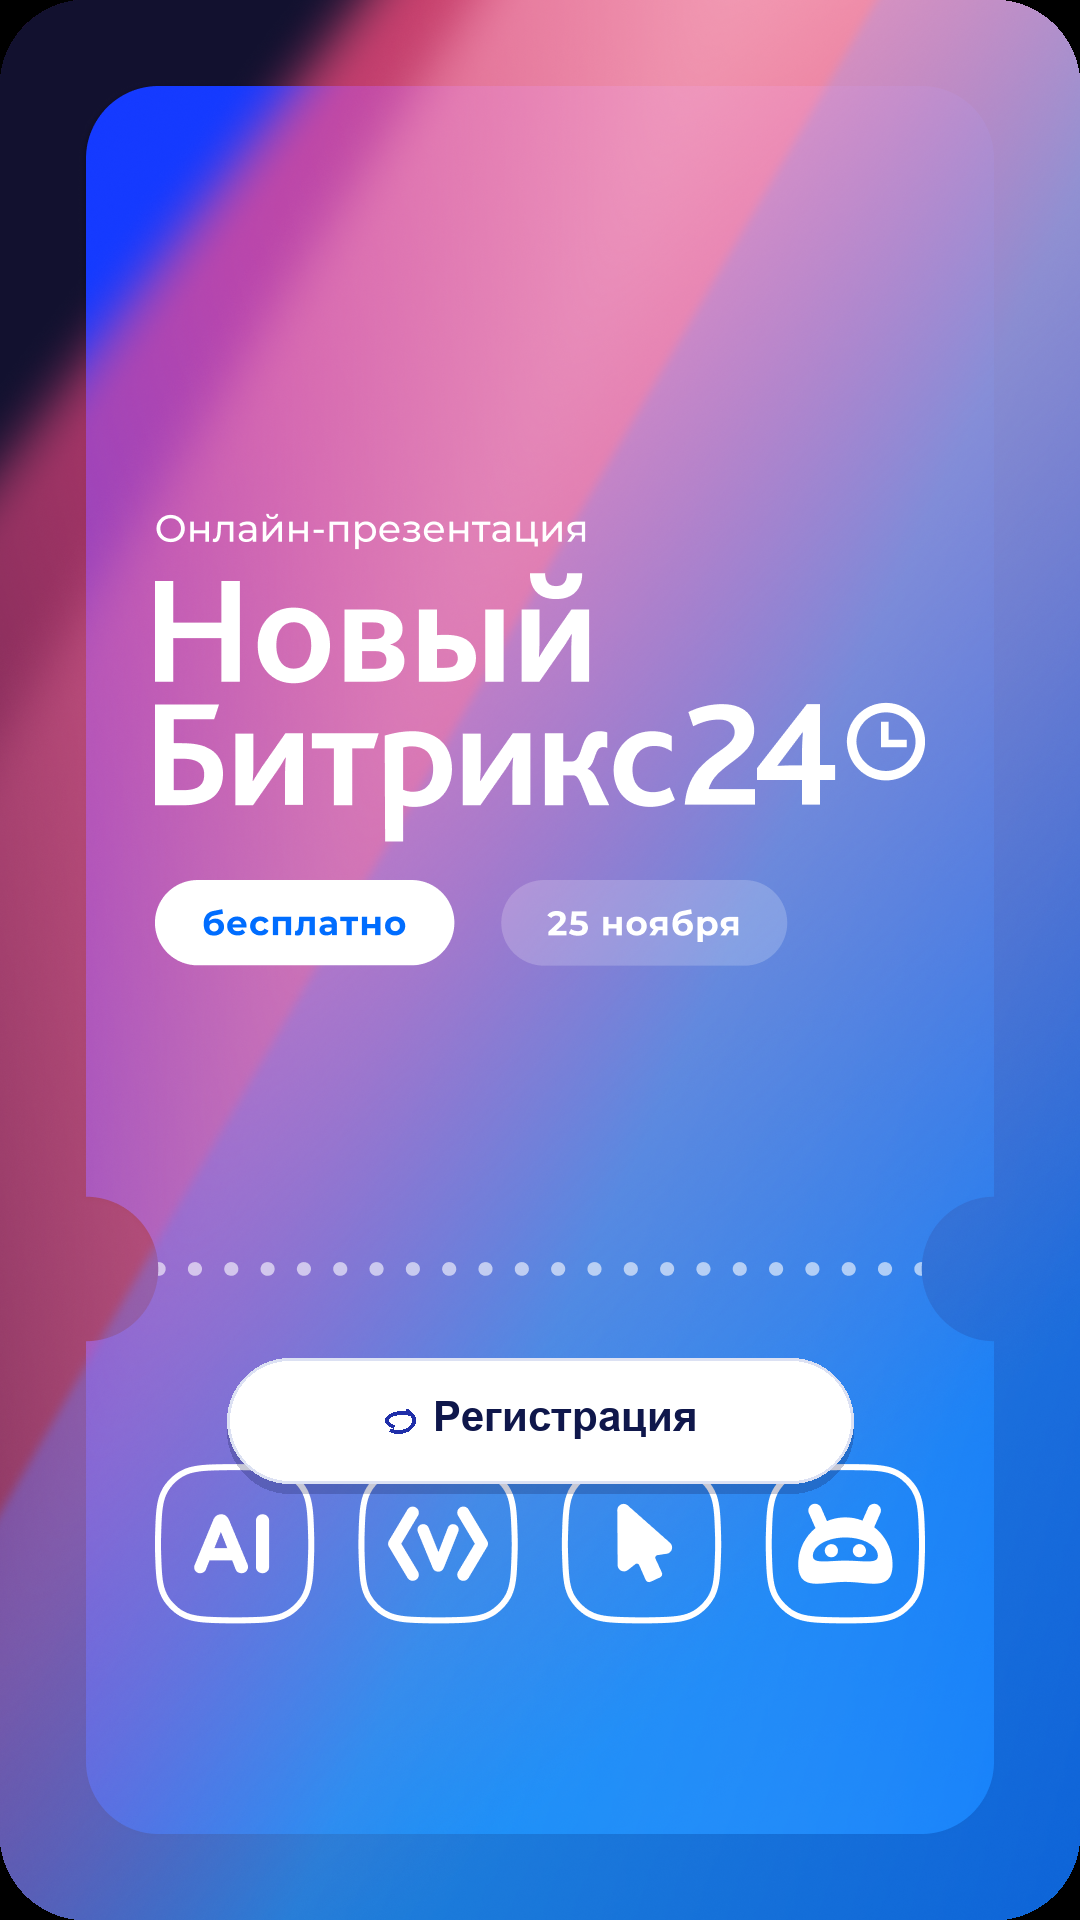 Онлайн-презентация
Новый
Битрикс24
бесплатно
25 ноября
Регистрация
AI